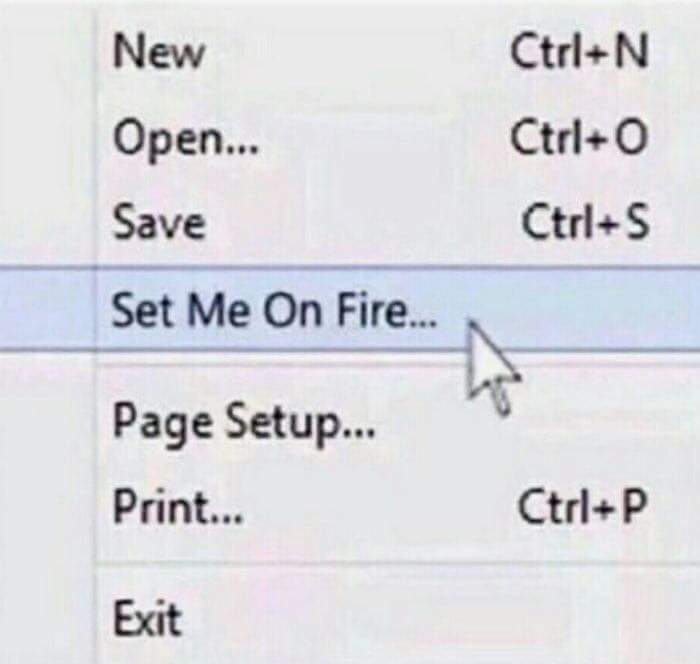 New Ctrl+N
Open... Ctrl+O
Save Ctrl+S
Set Me On Fire...
Page Setup...
Print... Ctrl+P
Exit